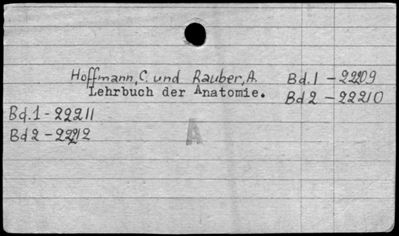 Hoffmann, C. und Rauber, A. Bd. 1 - 22209
Lehrbuch der Anatomie. Bd 2 - 22210
Bd. 1 - 22211
Bd 2 - 22212
A